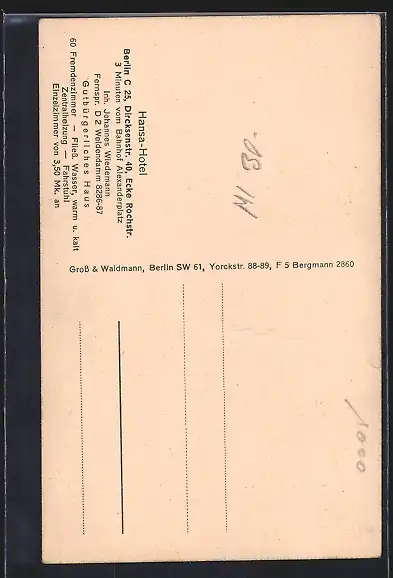 Hansa-Hotel
Berlin C 25, Dircksenstr. 40, Ecke Rochstr.
3 Minuten vom Bahnhof Alexanderplatz
Inh. Johannes Wiedemann
Fernspr. D 2 Weidendamm 8286-87
Gutbürgerliches Haus
60 Fremdenzimmer — Fließ. Wasser, warm u. kalt
Zentralheizung — Fahrstuhl
Einzelzimmer von 3,50 Mk. an
Groß & Waldmann, Berlin SW 61, Yorckstr. 88-89, F 5 Bergmann 2860
1000